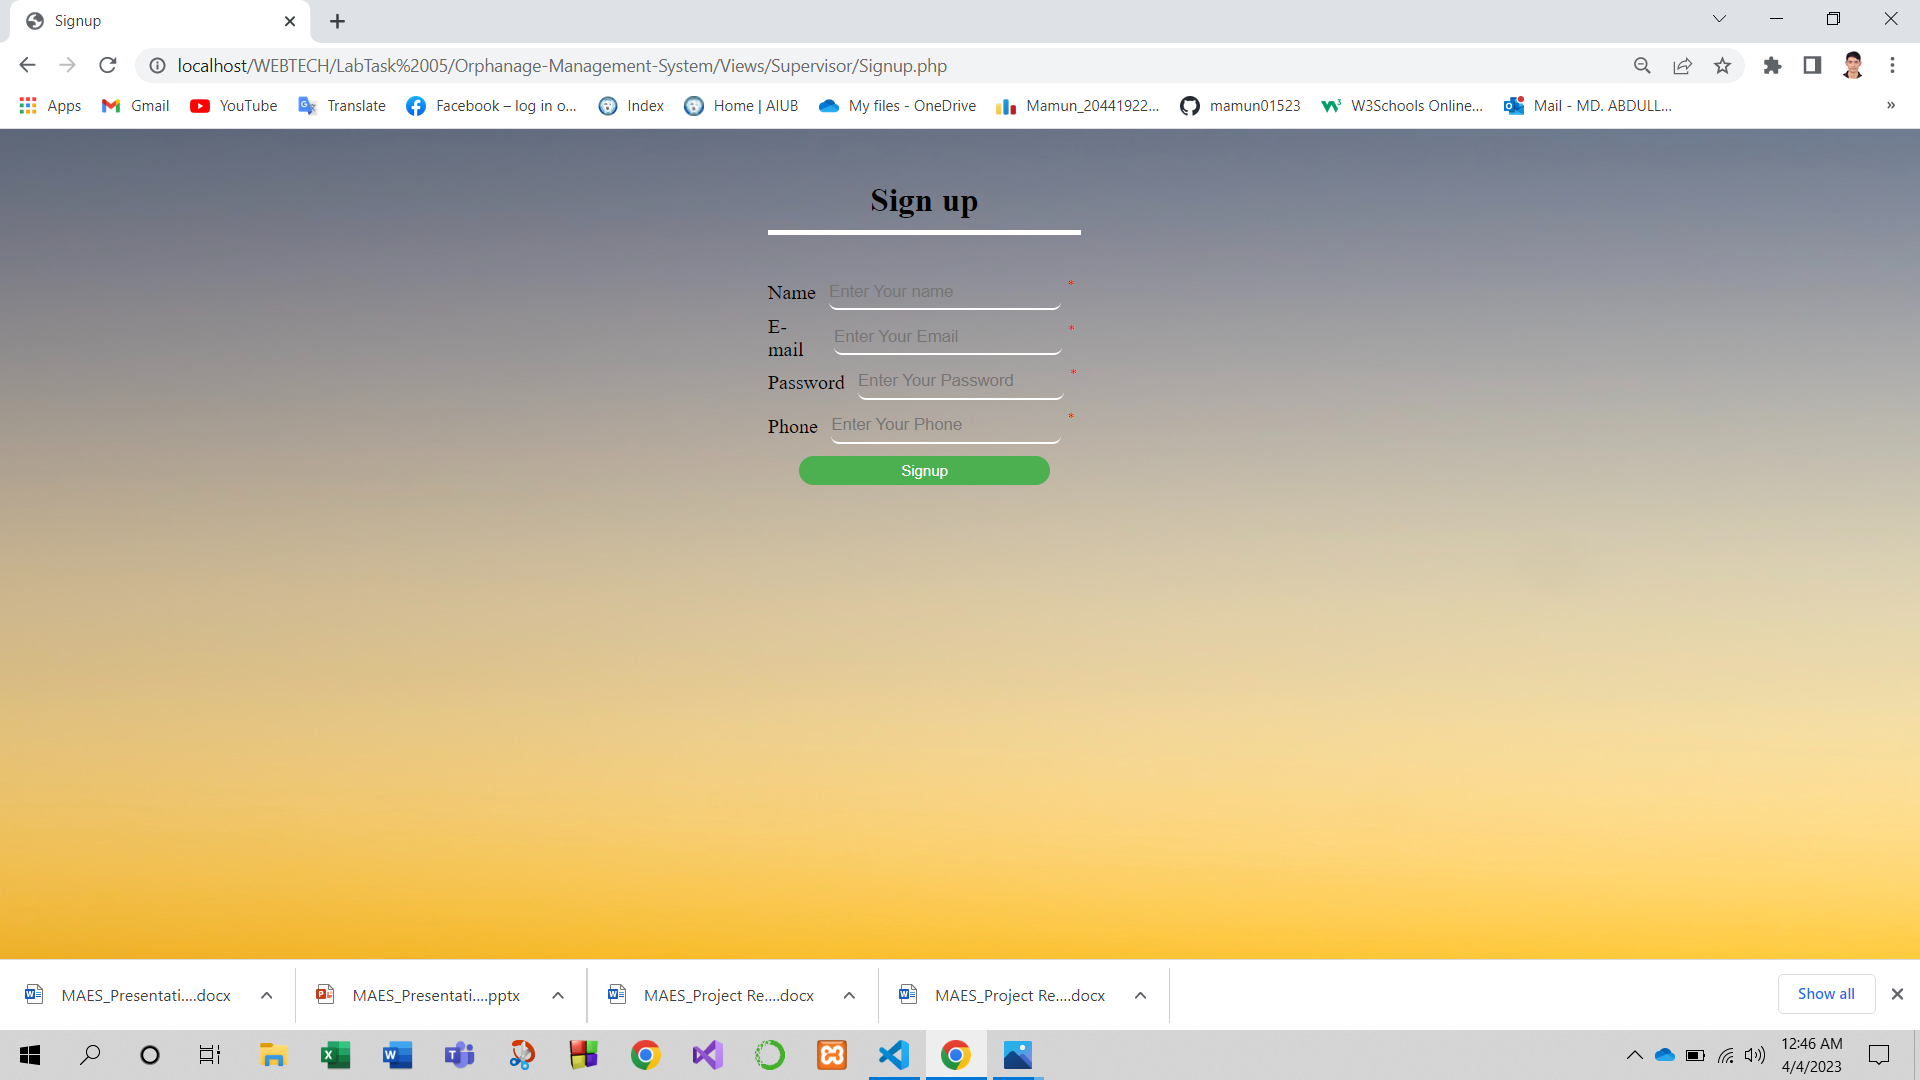 Signup
localhost/WEBTECH/LabTask%2005/Orphanage-Management-System/Views/Supervisor/Signup.php
Apps Gmail YouTube Translate Facebook – log in o... Index Home | AIUB My files - OneDrive Mamun_20441922... mamun01523 W3Schools Online... Mail - MD. ABDULL... »
Sign up
Name Enter Your name *
E-
mail Enter Your Email *
Password Enter Your Password *
Phone Enter Your Phone *
Signup
MAES_Presentati....docx MAES_Presentati....pptx MAES_Project Re....docx MAES_Project Re....docx Show all
12:46 AM
4/4/2023